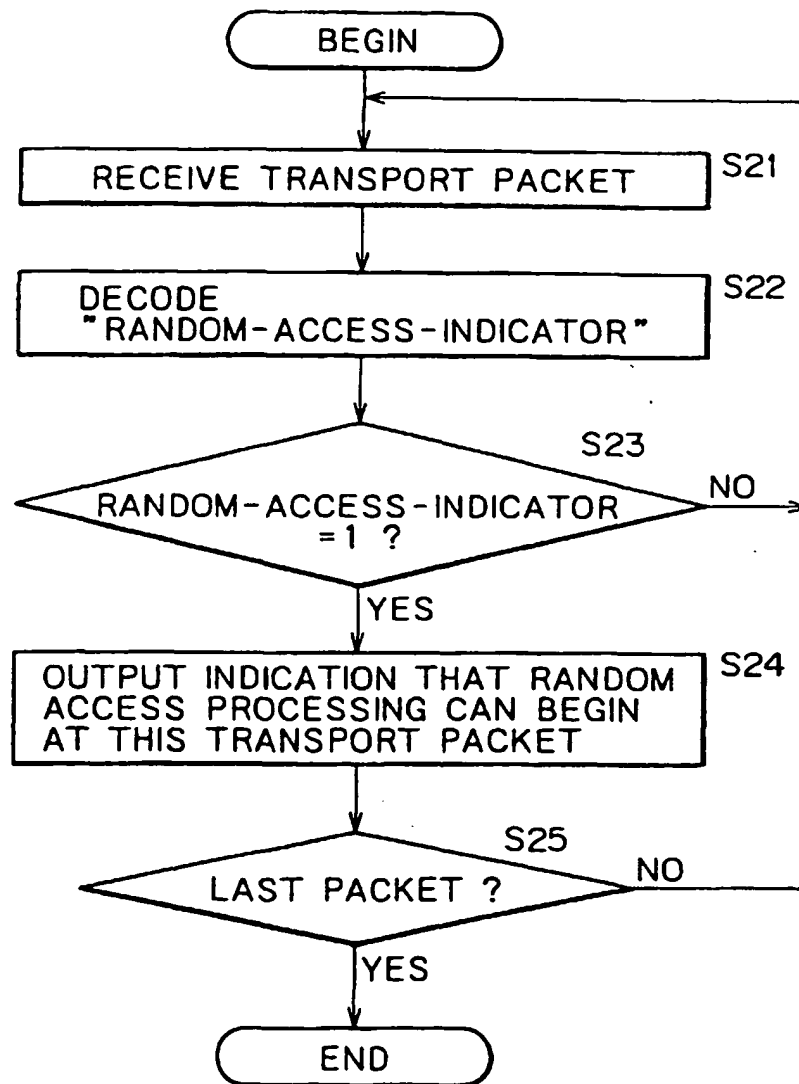 BEGIN
RECEIVE TRANSPORT PACKET
S21
DECODE
"RANDOM-ACCESS-INDICATOR"
S22
S23
RANDOM-ACCESS-INDICATOR
=1 ?
NO
YES
OUTPUT INDICATION THAT RANDOM
ACCESS PROCESSING CAN BEGIN
AT THIS TRANSPORT PACKET
S24
S25
LAST PACKET ?
NO
YES
END